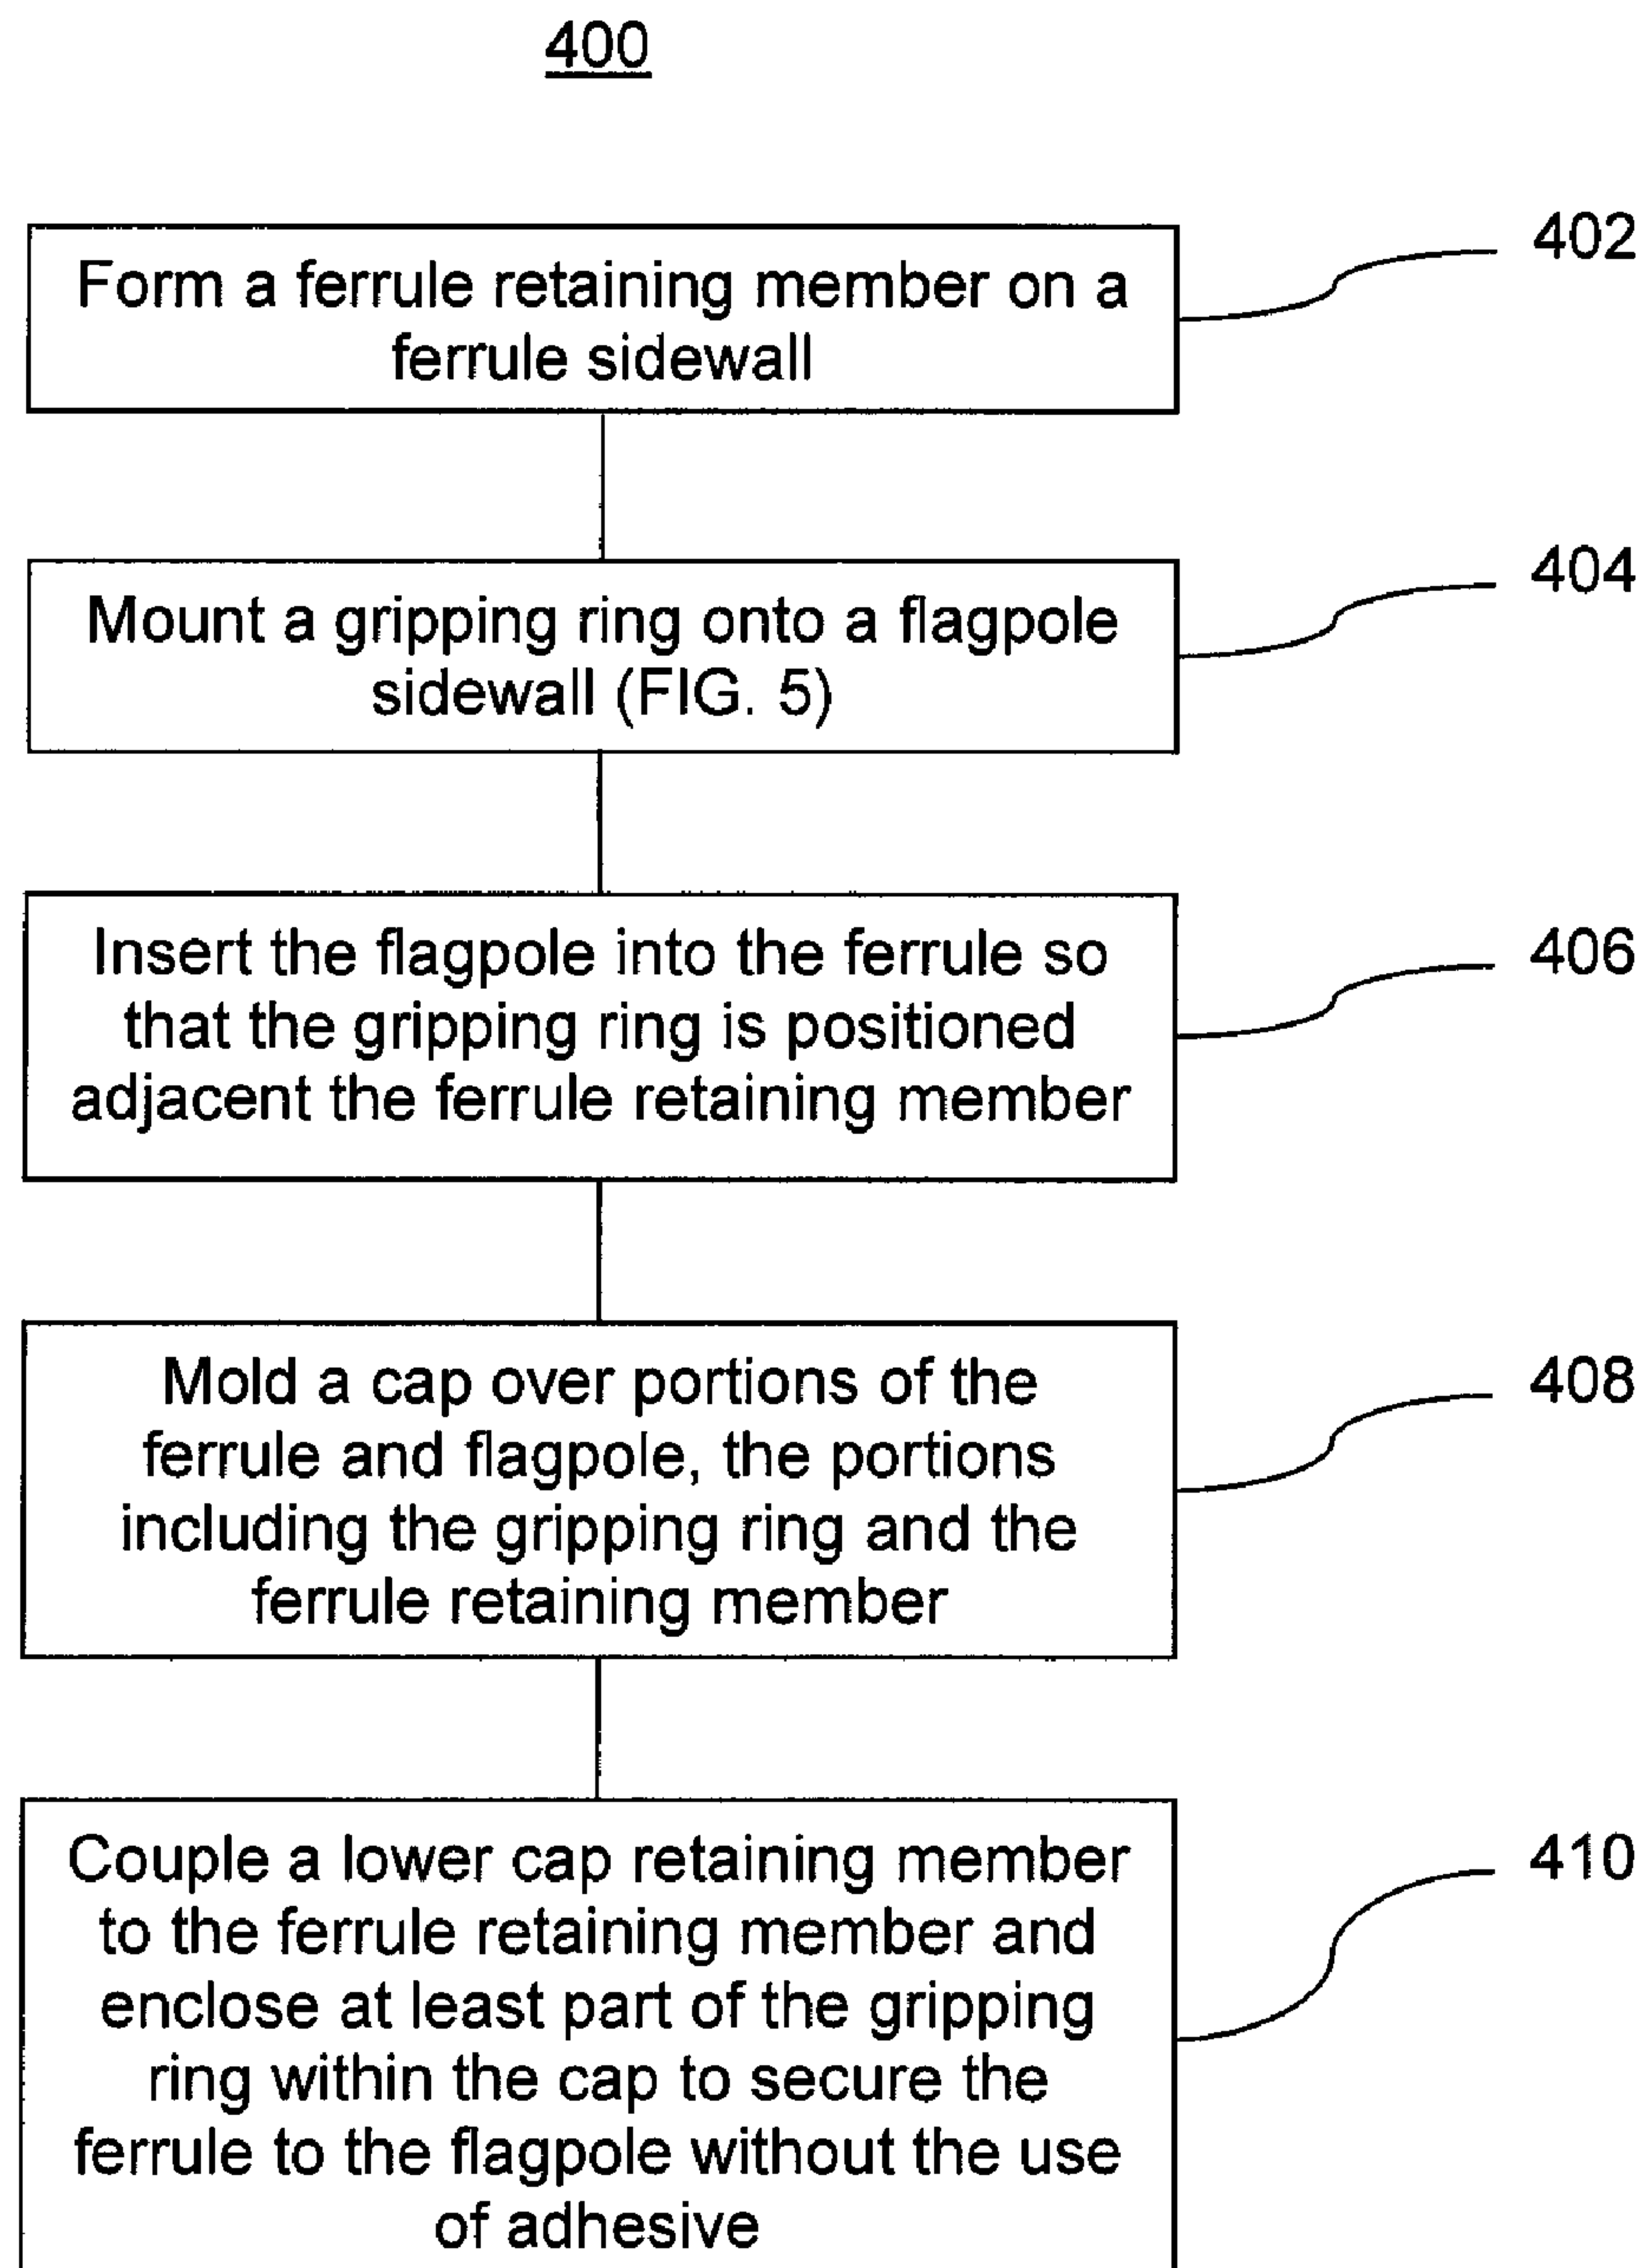 400
Form a ferrule retaining member on a
ferrule sidewall
402
Mount a gripping ring onto a flagpole
sidewall (FIG. 5)
404
Insert the flagpole into the ferrule so
that the gripping ring is positioned
adjacent the ferrule retaining member
406
Mold a cap over portions of the
ferrule and flagpole, the portions
including the gripping ring and the
ferrule retaining member
408
Couple a lower cap retaining member
to the ferrule retaining member and
enclose at least part of the gripping
ring within the cap to secure the
ferrule to the flagpole without the use
of adhesive
410